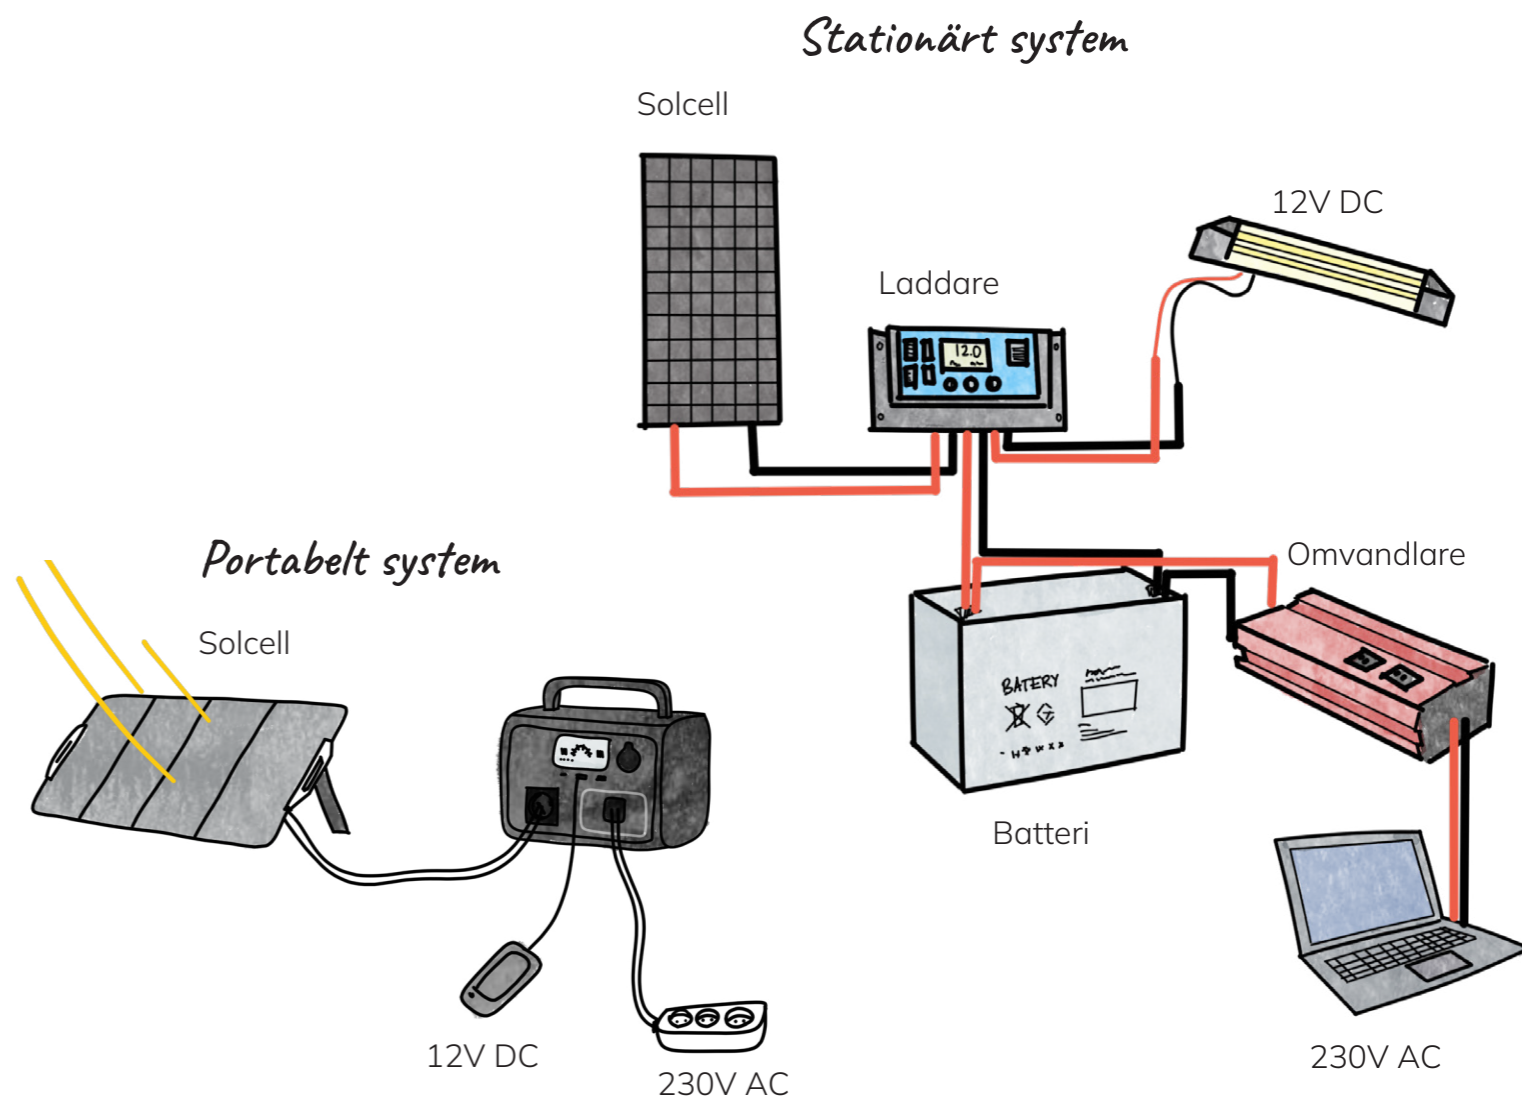 Stationärt system
Solcell
12V DC
Laddare
12.0
Omvandlare
BATERY
Batteri
230V AC
Portabelt system
Solcell
12V DC
230V AC